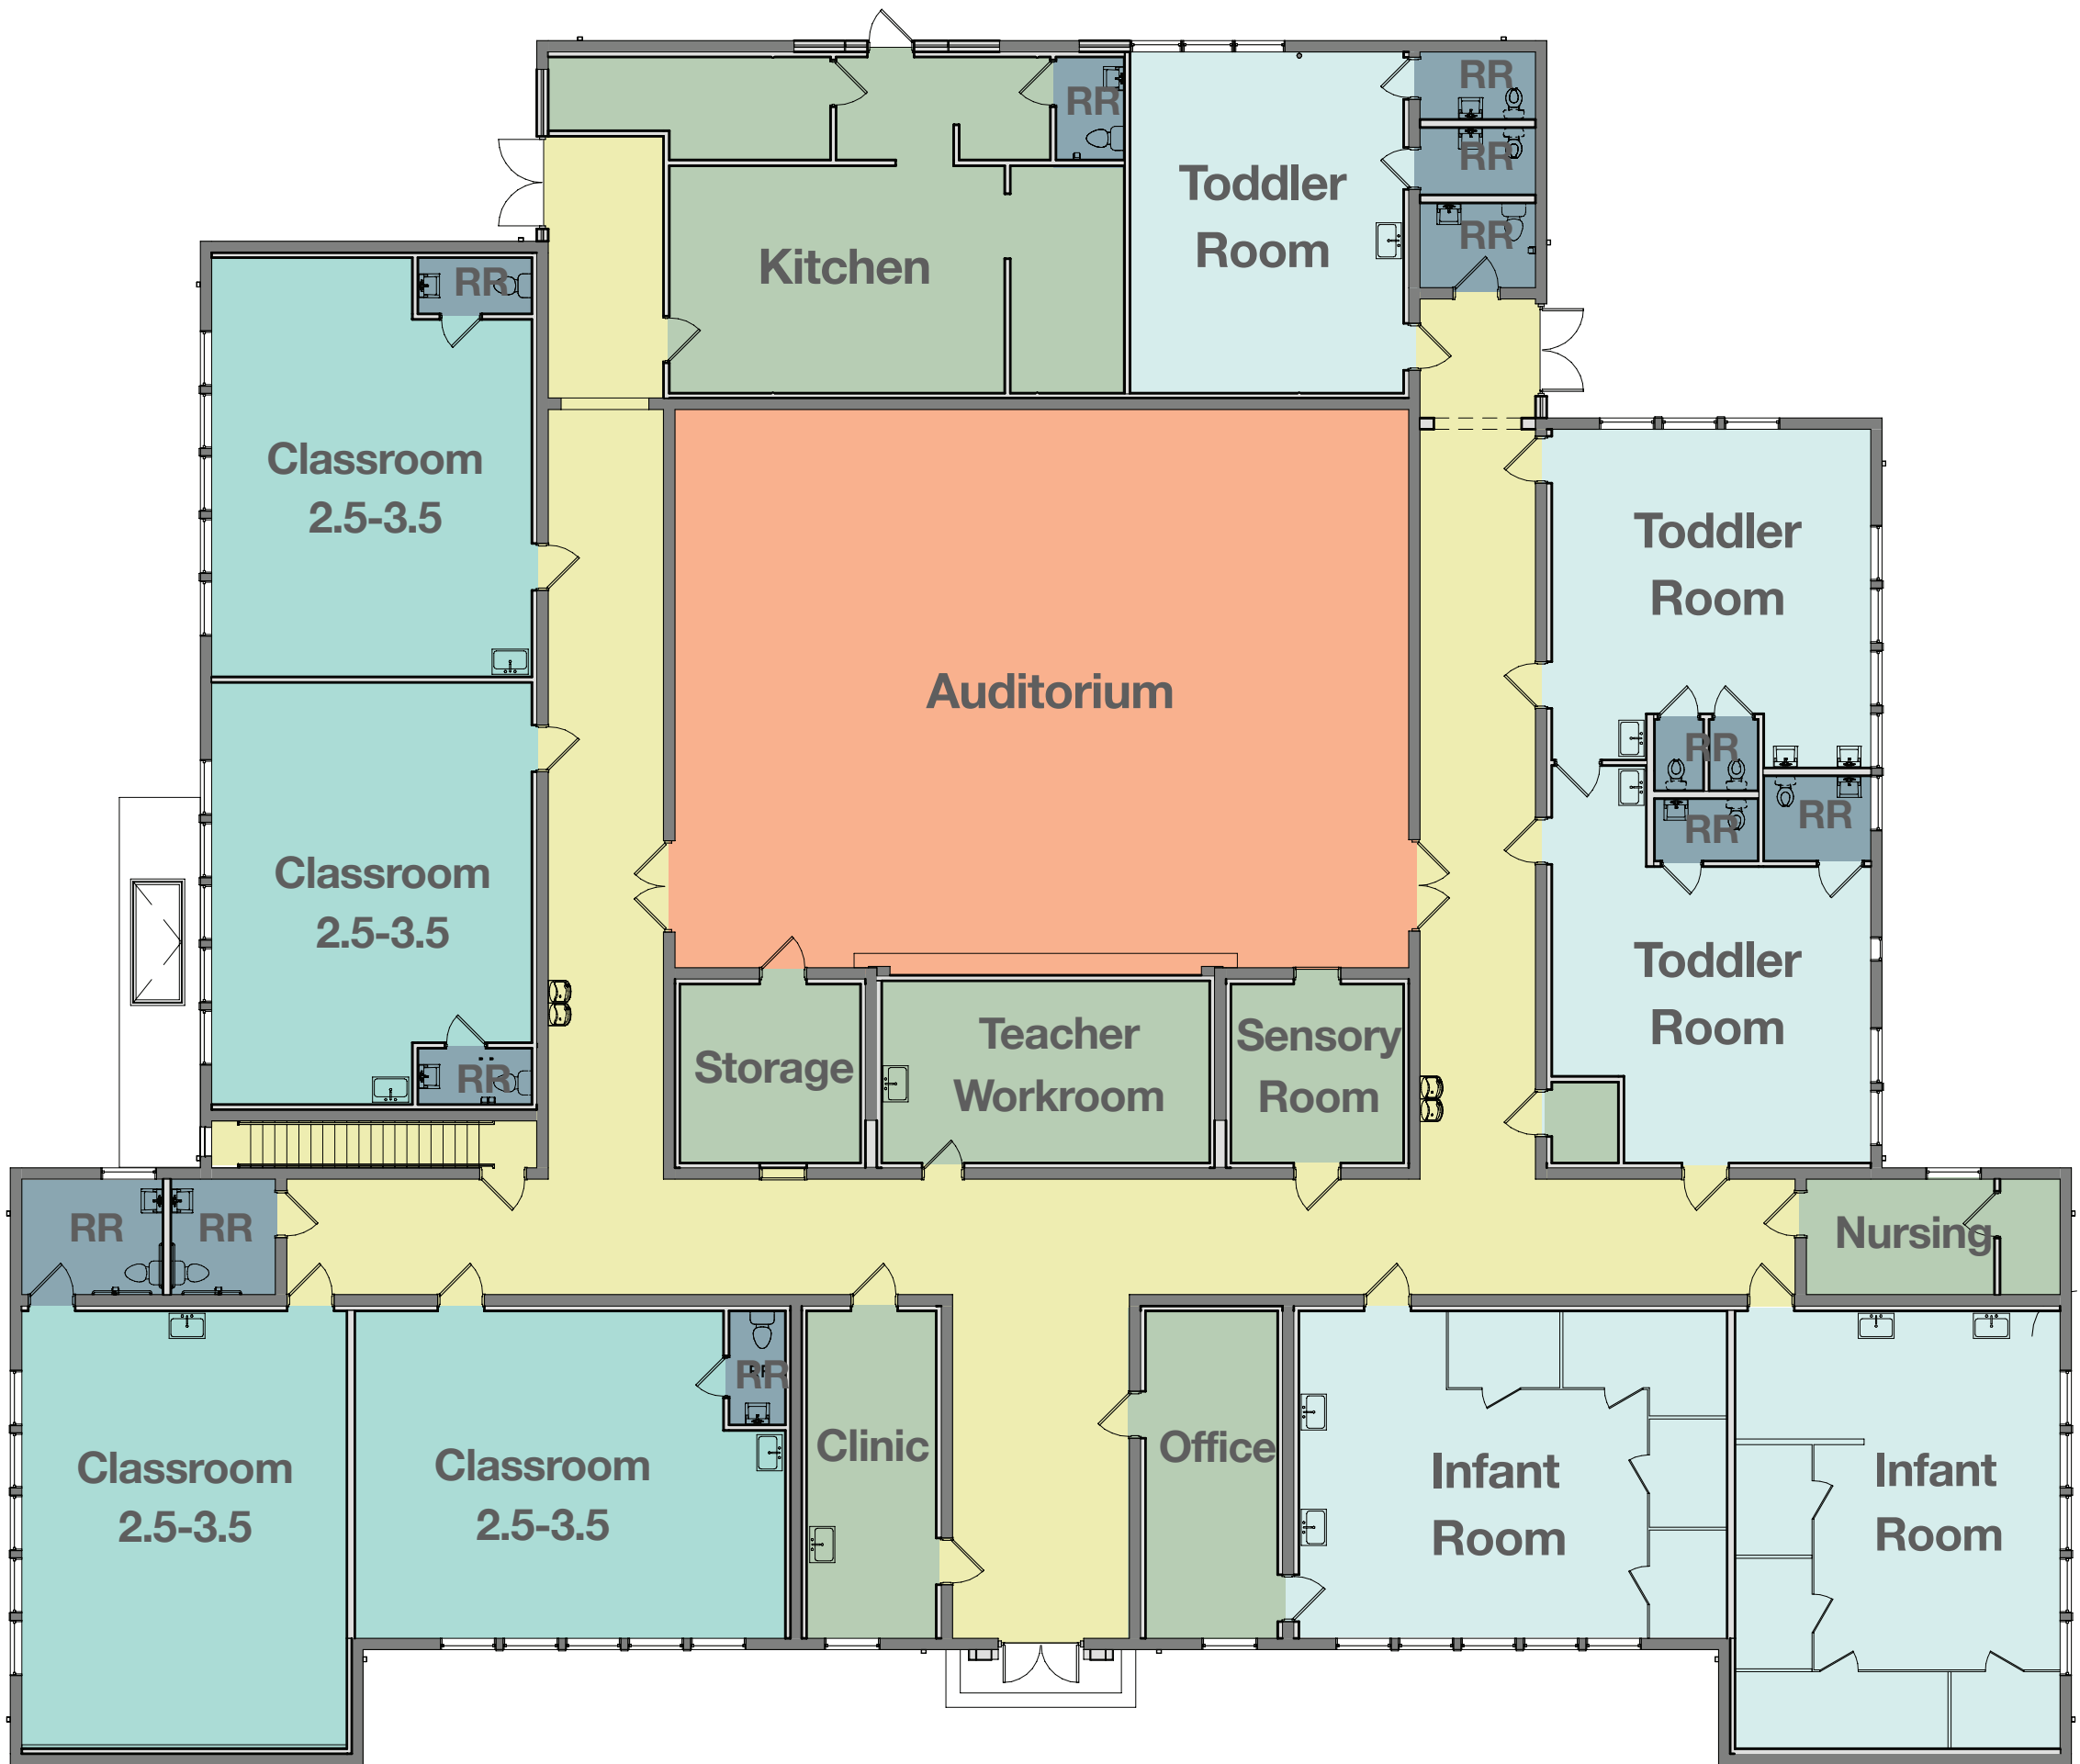 RR
RR
RR
RR
Toddler
Room
Kitchen
RR
Classroom
2.5-3.5
Toddler
Room
Auditorium
RR
RR
RR
Classroom
2.5-3.5
Toddler
Room
Storage
Teacher
Workroom
Sensory
Room
RR
RR
RR
Nursing
RR
Clinic
Office
Classroom
2.5-3.5
Classroom
2.5-3.5
Infant
Room
Infant
Room